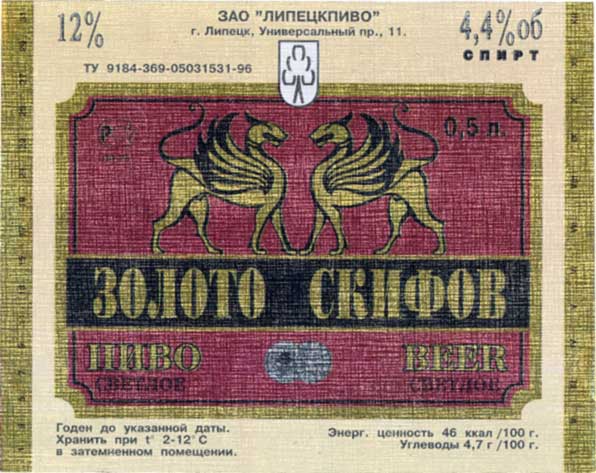 ЗАО "ЛИПЕЦКПИВО"
г. Липецк, Универсальный пр., 11.
12%
4,4% об
СПИРТ
ТУ 9184-369-05031531-96
0,5 л.
ЗОЛОТО СКИФОВ
ПИВО BEER
СВЕТЛОЕ СВЕТЛОЕ
Годен до указанной даты.
Хранить при t° 2-12° С
в затемненном помещении.
Энерг. ценность 46 ккал /100 г.
Углеводы 4,7 г /100 г.